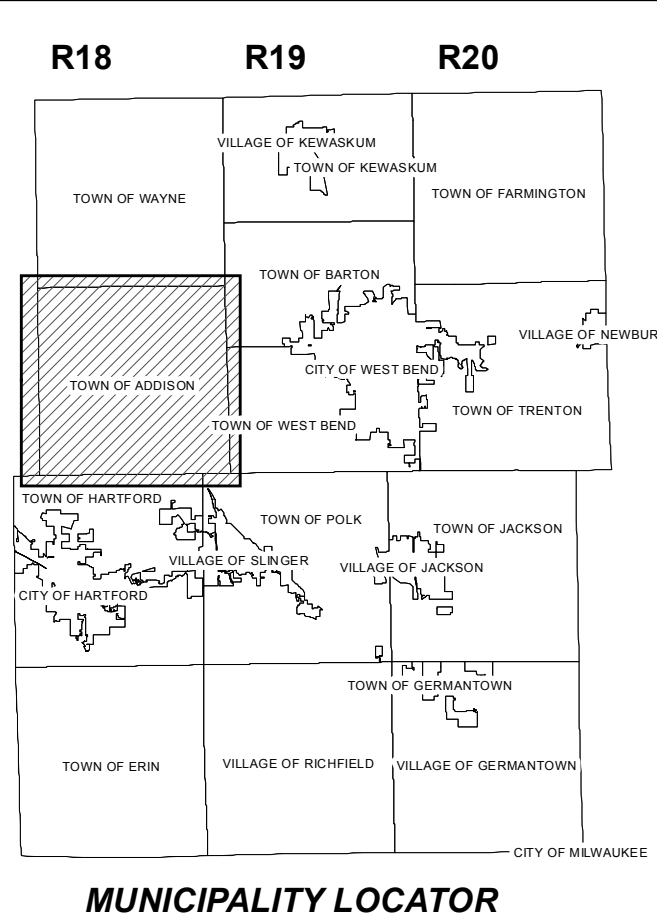 R18 R19 R20
VILLAGE OF KEWASKUM
TOWN OF KEWASKUM
TOWN OF WAYNE
TOWN OF FARMINGTON
TOWN OF BARTON
VILLAGE OF NEWBUR
CITY OF WEST BEND
TOWN OF ADDISON
TOWN OF TRENTON
TOWN OF WEST BEND
TOWN OF HARTFORD
TOWN OF POLK
TOWN OF JACKSON
VILLAGE OF SLINGER
VILLAGE OF JACKSON
CITY OF HARTFORD
TOWN OF GERMANTOWN
TOWN OF ERIN
VILLAGE OF RICHFIELD
VILLAGE OF GERMANTOWN
CITY OF MILWAUKEE
MUNICIPALITY LOCATOR